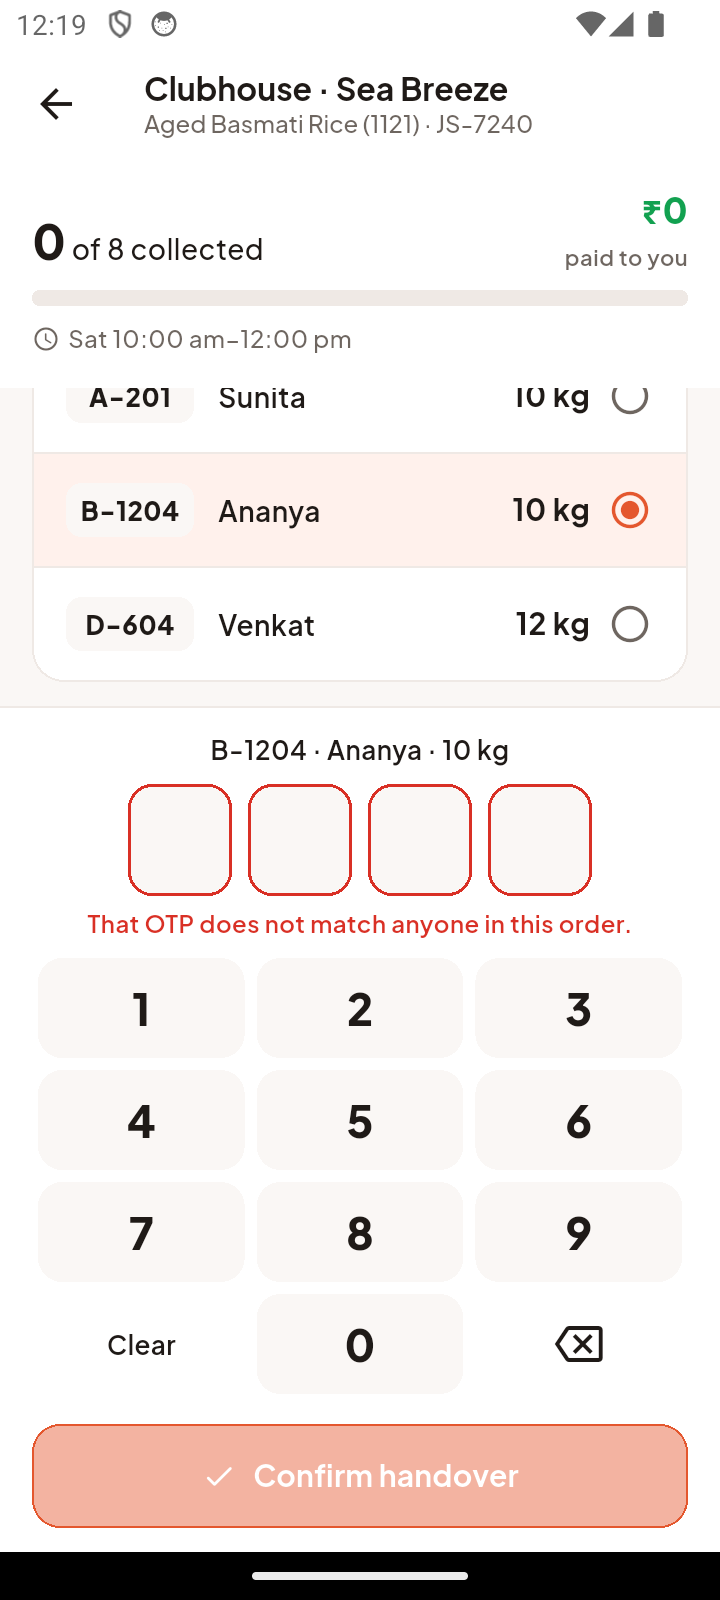 12:19
Clubhouse · Sea Breeze
Aged Basmati Rice (1121) · JS-7240
₹0
0 of 8 collected
paid to you
Sat 10:00 am–12:00 pm
A-201 Sunita 10 kg
B-1204 Ananya 10 kg
D-604 Venkat 12 kg
B-1204 · Ananya · 10 kg
That OTP does not match anyone in this order.
1 2 3
4 5 6
7 8 9
Clear 0
Confirm handover